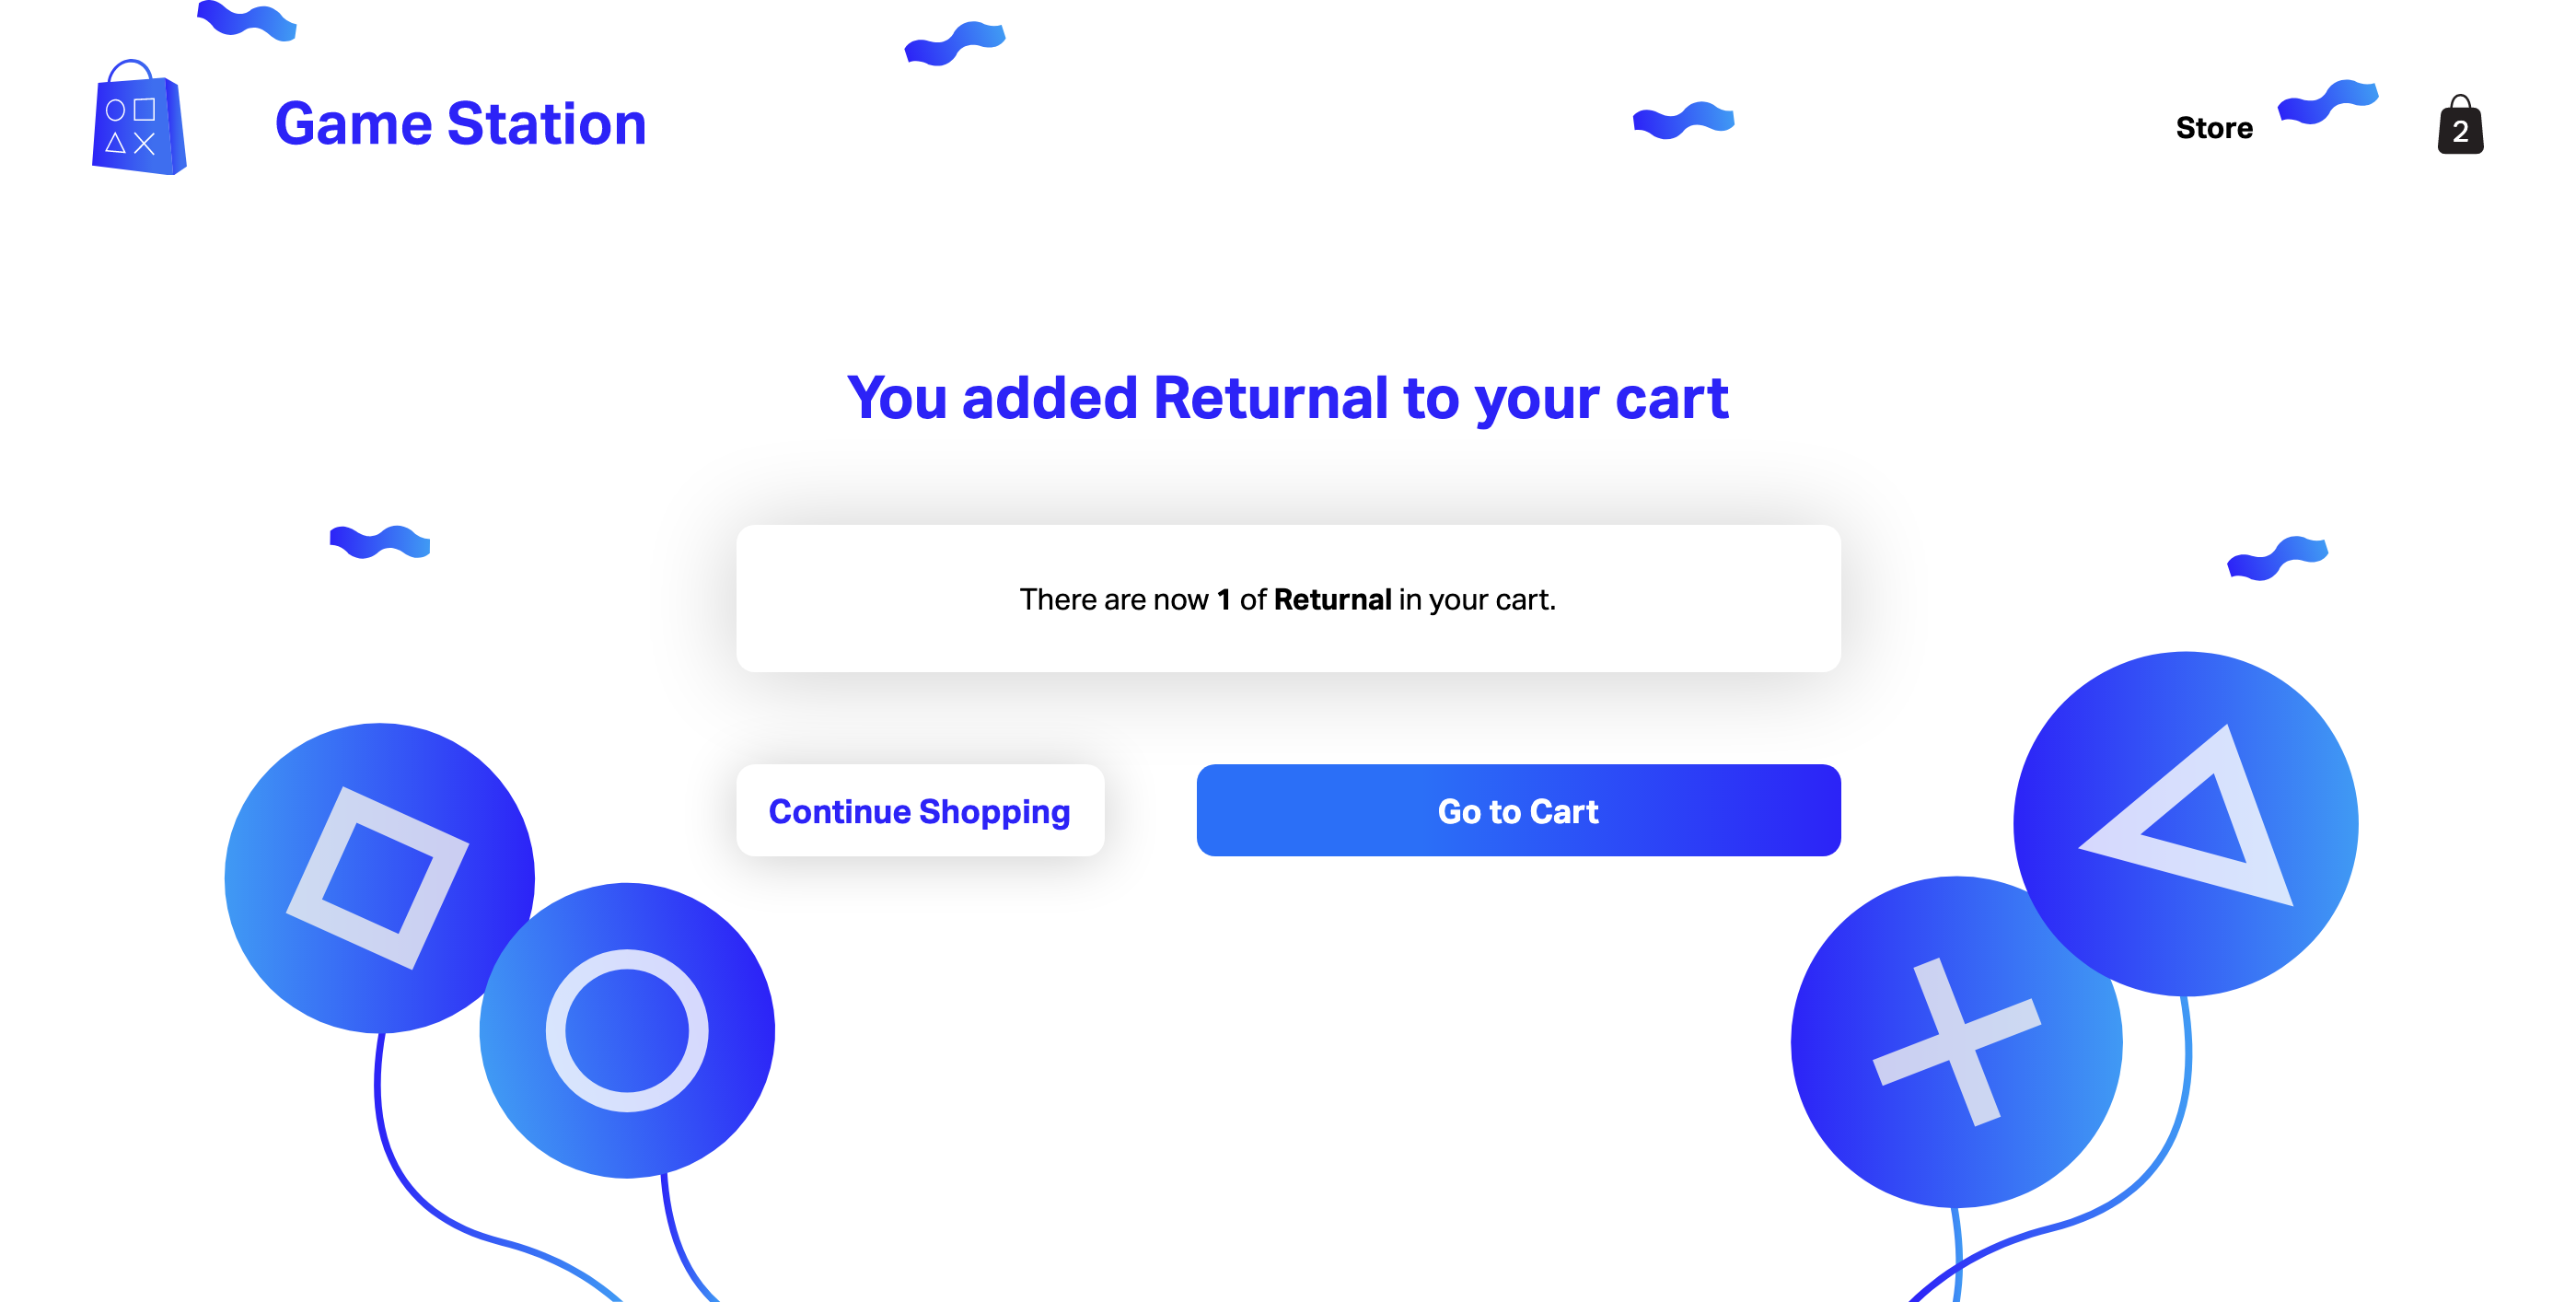 Game Station
Store
2
You added Returnal to your cart
There are now 1 of Returnal in your cart.
Continue Shopping
Go to Cart